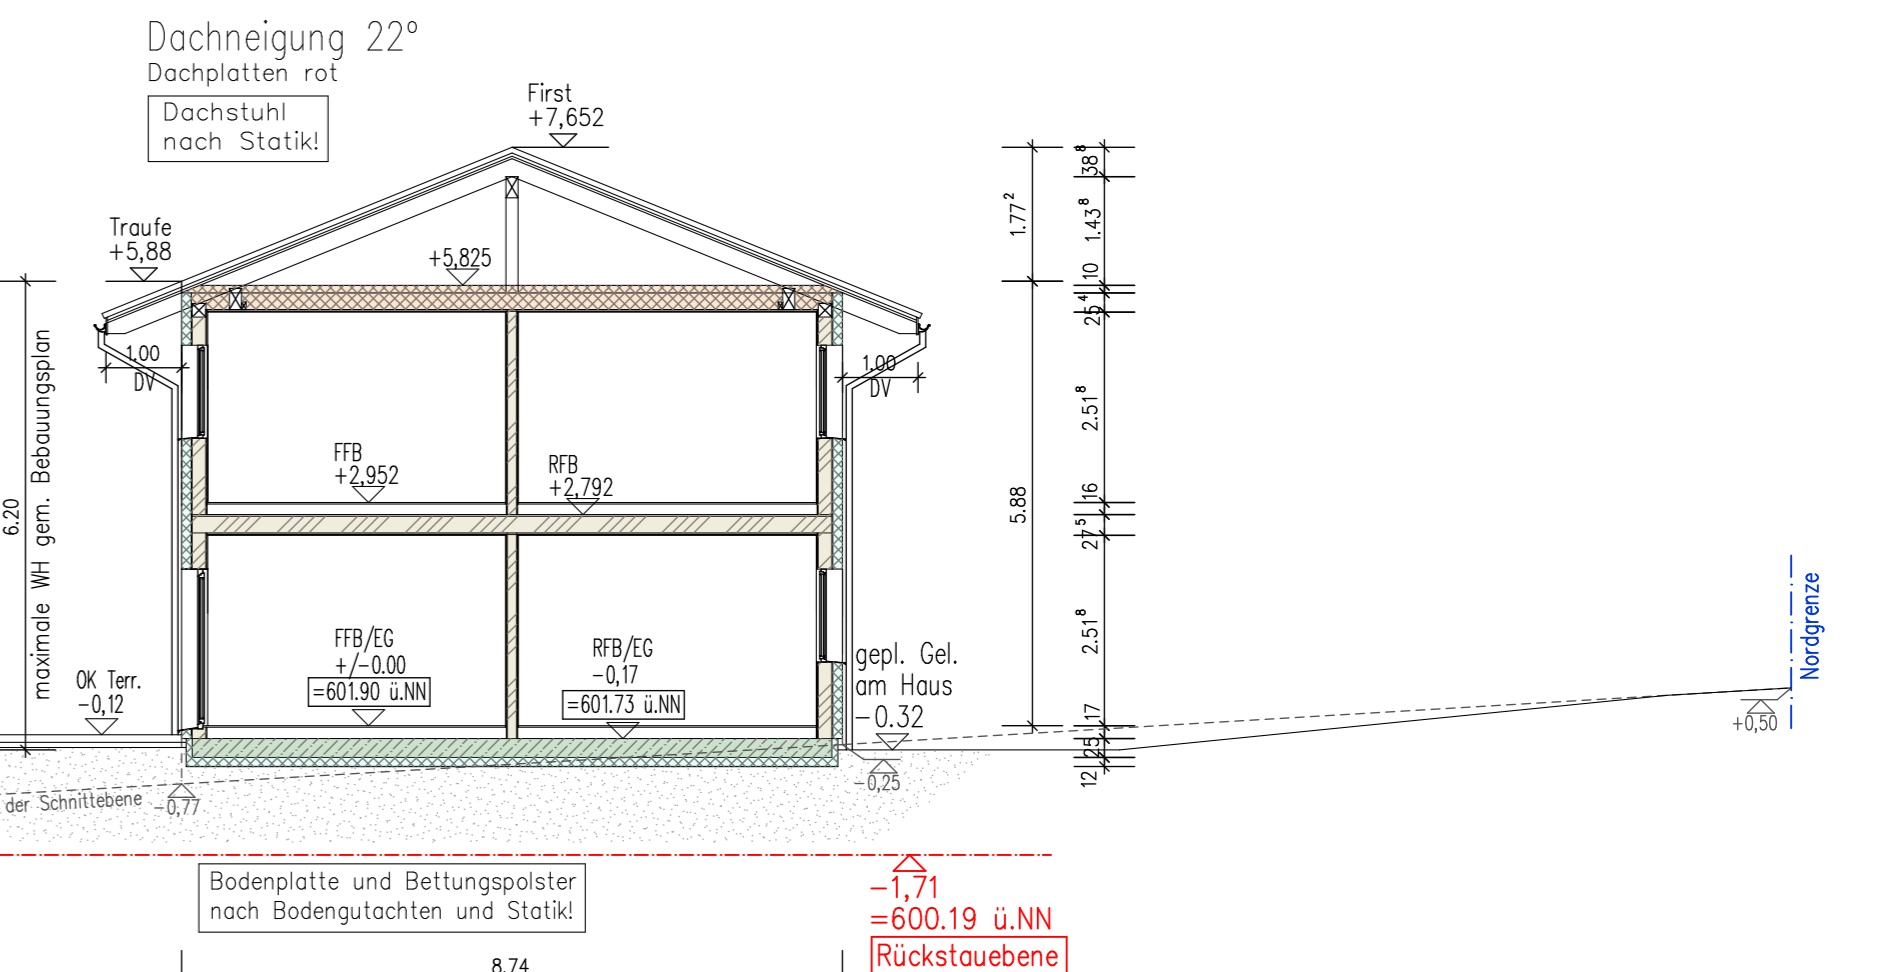 Dachneigung 22°
Dachplatten rot
Dachstuhl
nach Statik!
First
+7,652
Traufe
+5,88
+5,825
1.00
DV
1.00
DV
6.20
maximale WH gem. Bebauungsplan
FFB
+2,952
RFB
+2,792
FFB/EG
+/-0.00
=601.90 ü.NN
RFB/EG
-0,17
=601.73 ü.NN
OK Terr.
-0,12
gepl. Gel.
am Haus
-0.32
-0,25
der Schnittebene
-0,77
1.77²
5.88
38⁸
1.43⁸
10
25⁴
2.51⁸
16
27⁵
2.51⁸
17
25
12
Nordgrenze
+0,50
Bodenplatte und Bettungspolster
nach Bodengutachten und Statik!
-1,71
=600.19 ü.NN
Rückstauebene
8.74